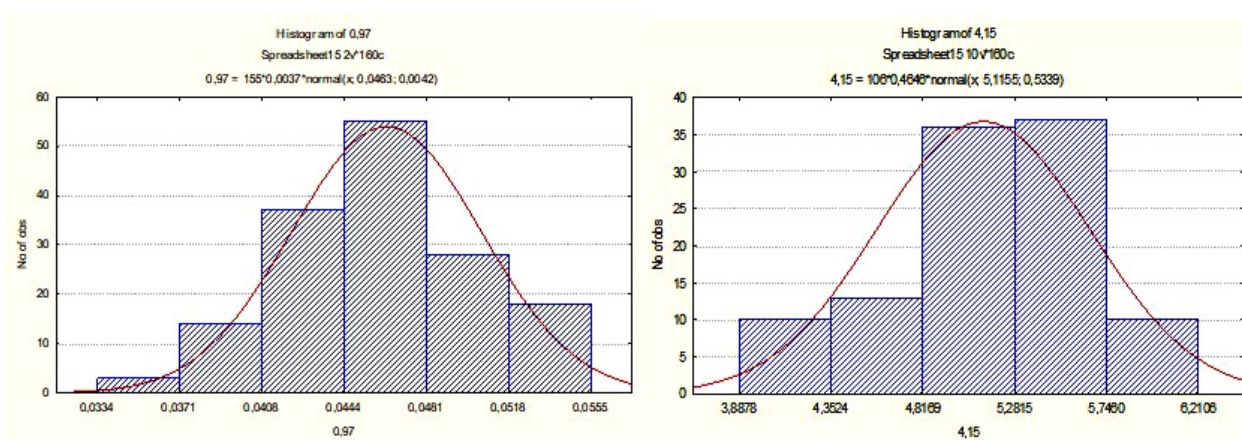 Histogram of 0,97
Spreadsheet15 2v*160c
0,97 = 155*0,0037*normal(x; 0,0463; 0,0042)
60
50
40
30
20
10
0
No of obs
0,0334 0,0371 0,0408 0,0444 0,0481 0,0518 0,0555
0,97
Histogram of 4,15
Spreadsheet15 10v*160c
4,15 = 106*0,4646*normal(x; 5,1155; 0,5339)
40
35
30
25
20
15
10
5
0
No of obs
3,8878 4,3524 4,8169 5,2815 5,7460 6,2106
4,15